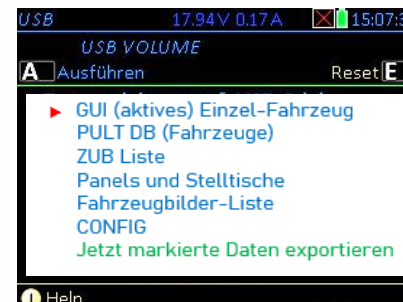 USB 17.94V 0.17A 15:07:3
USB VOLUME
A Ausführen Reset E
GUI (aktives) Einzel-Fahrzeug
PULT DB (Fahrzeuge)
ZUB Liste
Panels und Stelltische
Fahrzeugbilder-Liste
CONFIG
Jetzt markierte Daten exportieren
i Help